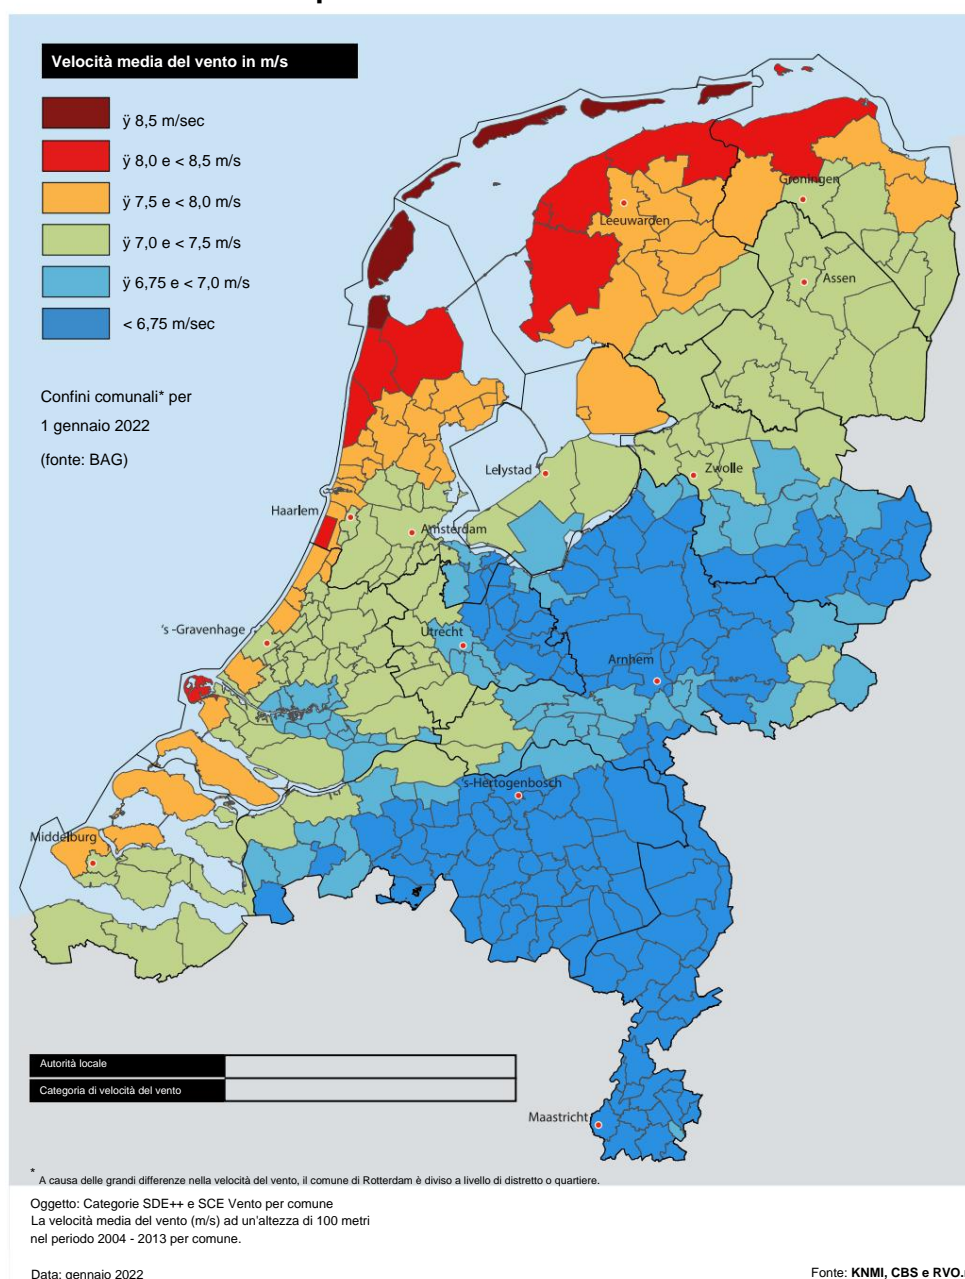 Velocità media del vento in m/s
ÿ 8,5 m/sec
ÿ 8,0 e < 8,5 m/s
ÿ 7,5 e < 8,0 m/s
ÿ 7,0 e < 7,5 m/s
ÿ 6,75 e < 7,0 m/s
< 6,75 m/sec
Confini comunali* per
1 gennaio 2022
(fonte: BAG)
Groningen
Leeuwarden
Assen
Lelystad
Zwolle
Haarlem
Amsterdam
's -Gravenhage
Utrecht
Arnhem
's-Hertogenbosch
Middelburg
Maastricht
Autorità locale
Categoria di velocità del vento
* A causa delle grandi differenze nella velocità del vento, il comune di Rotterdam è diviso a livello di distretto o quartiere.
Oggetto: Categorie SDE++ e SCE Vento per comune
La velocità media del vento (m/s) ad un'altezza di 100 metri
nel periodo 2004 - 2013 per comune.
Data: gennaio 2022
Fonte: KNMI, CBS e RVO.